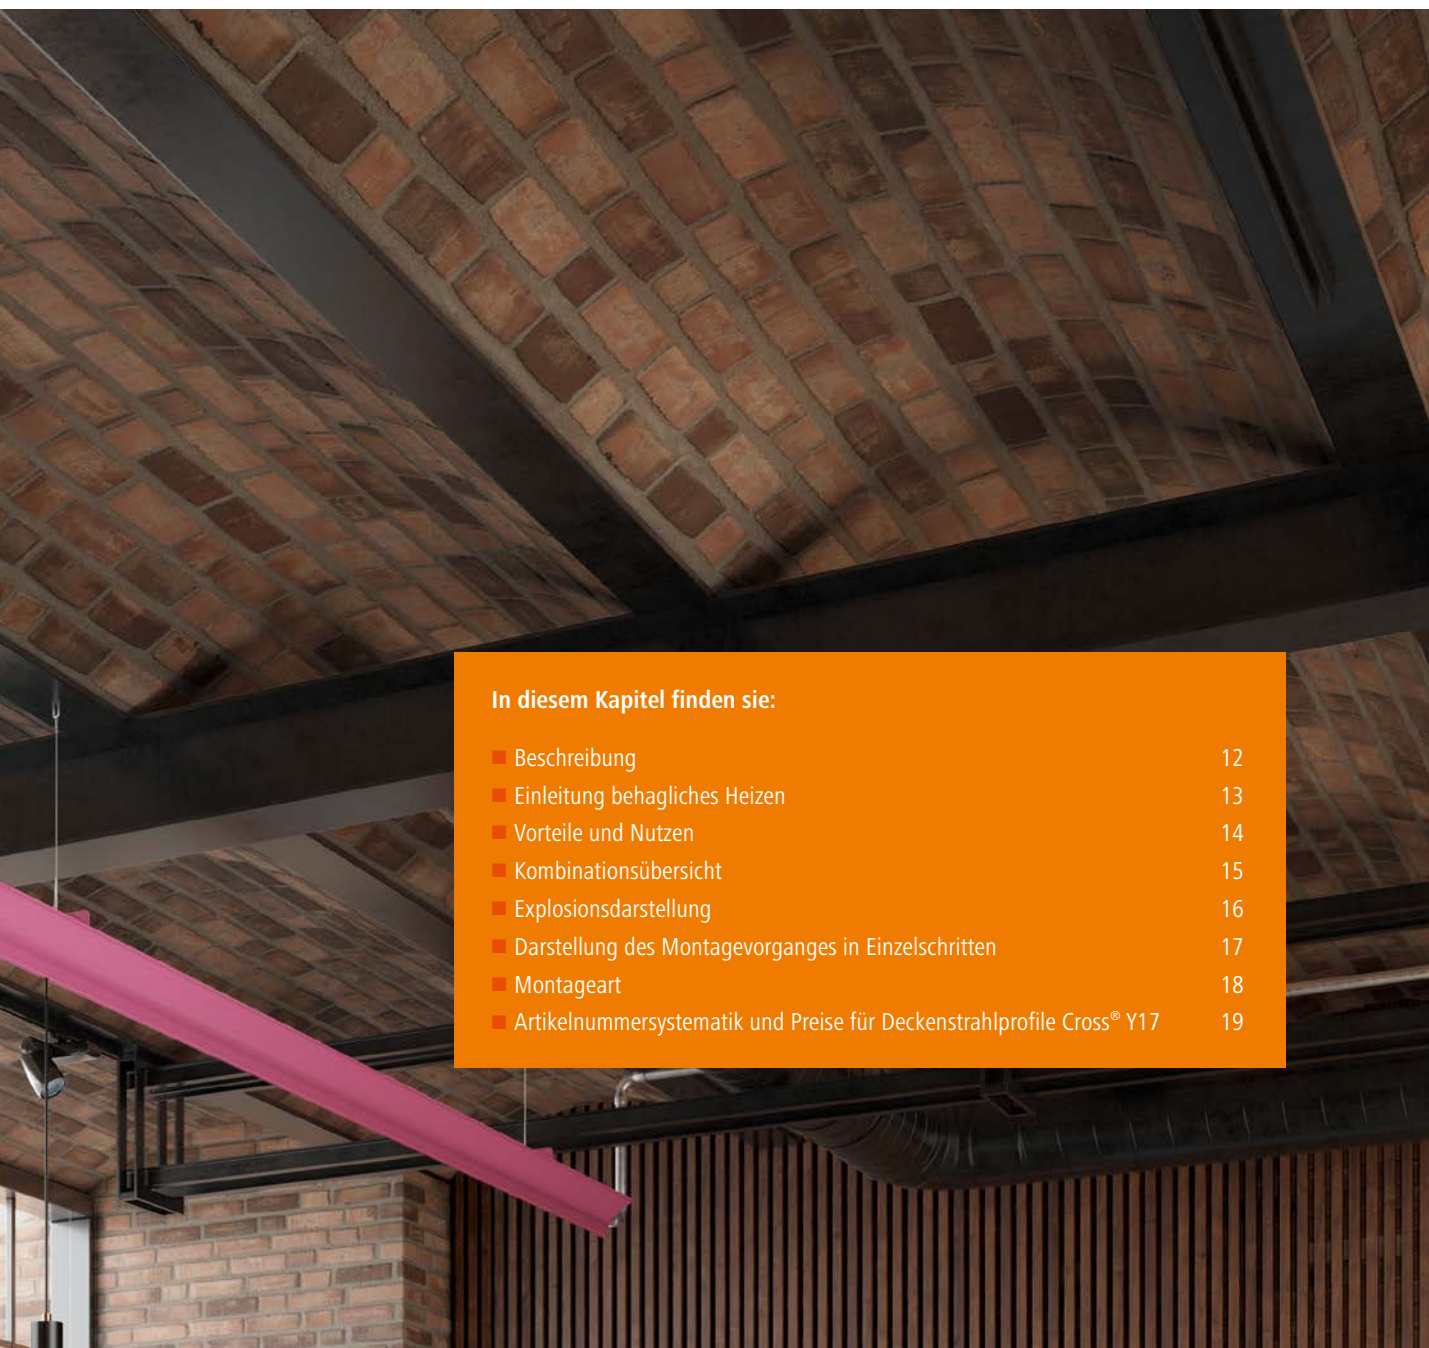 In diesem Kapitel finden sie:
Beschreibung 12
Einleitung behagliches Heizen 13
Vorteile und Nutzen 14
Kombinationsübersicht 15
Explosionsdarstellung 16
Darstellung des Montagevorganges in Einzelschritten 17
Montageart 18
Artikelnummersystematik und Preise für Deckenstrahlprofile Cross® Y17 19